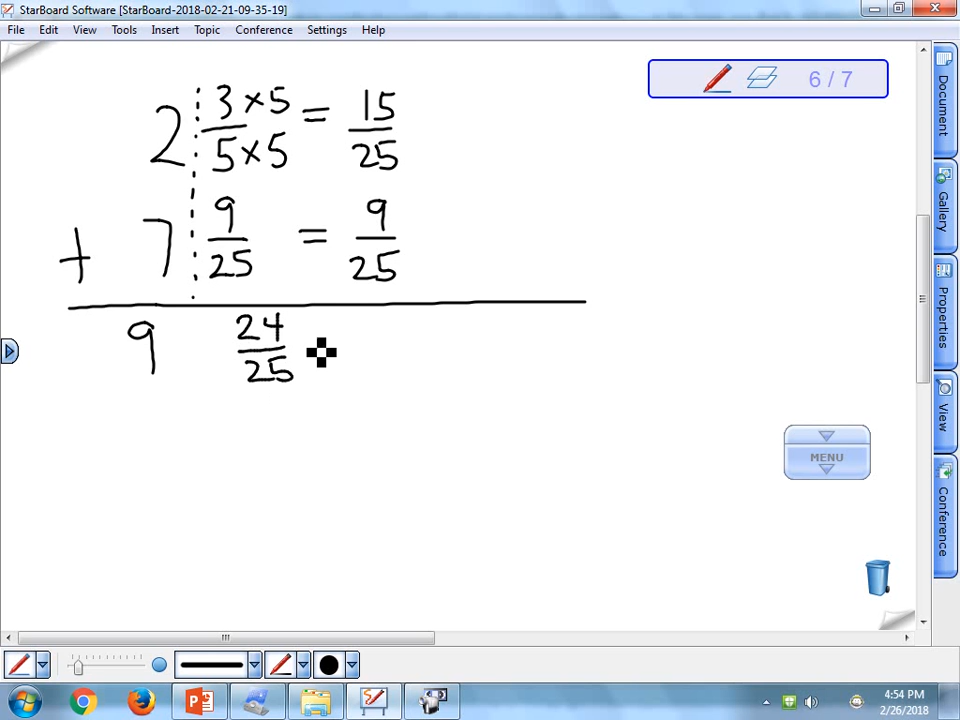 StarBoard Software [StarBoard-2018-02-21-09-35-19]
File Edit View Tools Insert Topic Conference Settings Help
6 / 7
2 3 × 5 = 15
5 × 5 25
+ 7 9 = 9
25 25
9 24
25
MENU
Document
Gallery
Properties
View
Conference
4:54 PM
2/26/2018